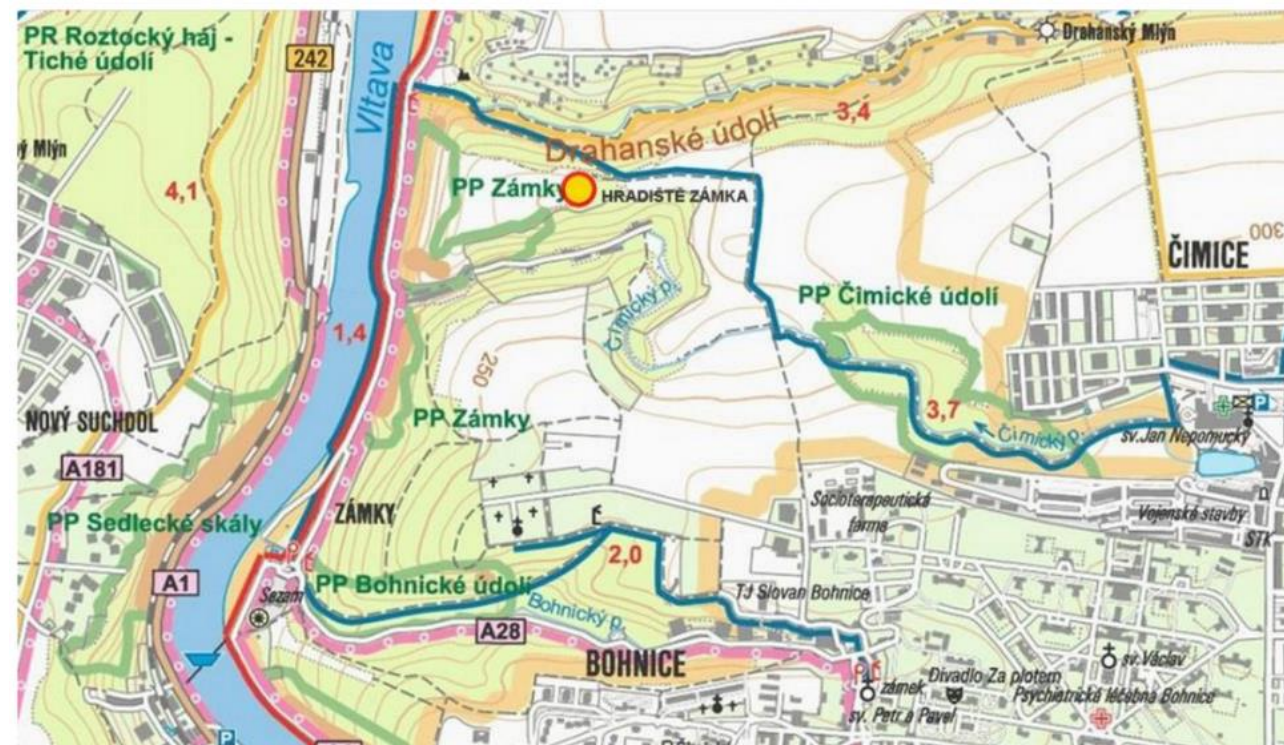 PR Roztocký háj -
Tiché údolí
242
Vltava
Drahanský Mlýn
3,4
Drahanské údolí
ý Mlýn
4,1
PP Zámky
HRADIŠTĚ ZÁMKA
300
ČIMICE
Čimický p.
PP Čimické údolí
1,4
250
NOVÝ SUCHDOL
PP Zámky
3,7
Čimický p.
sv.Jan Nepomucký
P
A181
PP Sedlecké skály
ZÁMKY
Socioterapeutická
farma
Vojenské stavby
STK
2,0
A1
PP Bohnické údolí
Sezam
TJ Slovan Bohnice
Bohnický p.
A28
BOHNICE
sv. Václav
zámek
Divadlo Za plotem
Psychiatrická léčebna Bohnice
sv. Petr a Pavel
P